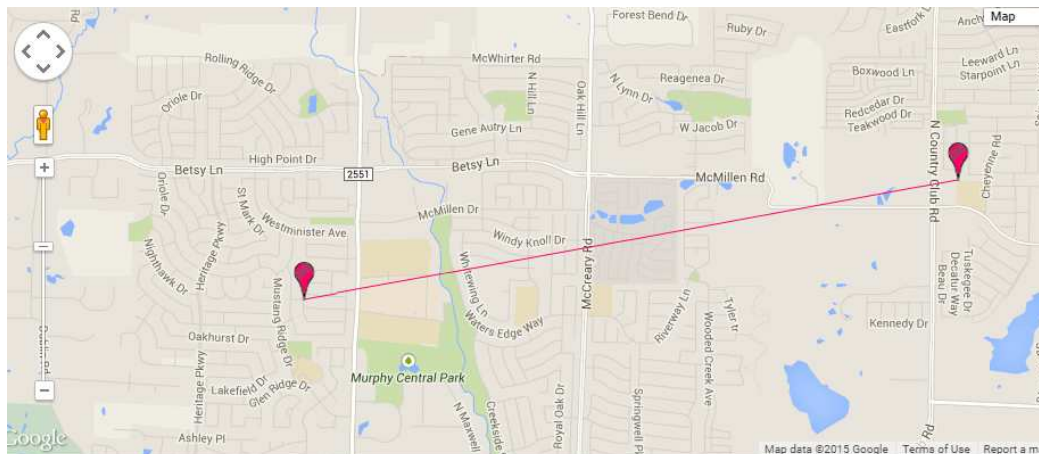 Rd
Forest Bend Dr
Eastfork Ln
Anch
Map
Ruby Dr
McWhirter Rd
Leeward Ln
Starpoint Ln
Rolling Ridge Dr
N Hill Ln
Oak Hill Ln
N Lynn Dr
Reagenea Dr
Boxwood Ln
Oriole Dr
Redcedar Dr
Teakwood Dr
Gene Autry Ln
W Jacob Dr
N Country Club Rd
High Point Dr
Betsy Ln
Betsy Ln
2551
McMillen Rd
Cheyenne Rd
Oriole Dr
St Mark Dr
McMillen Dr
Westminister Ave
Windy Knoll Dr
Heritage Pkwy
Nighthawk Dr
McCreary Rd
Whitewing Ln
Mustang Ridge Dr
Tuskegee Dr
Decatur Way
Beau Dr
Riverway Ln
Tyler tr
Waters Edge Way
Kennedy Dr
Oakhurst Dr
Wooded Creek Ave
Dublin Rd
Murphy Central Park
Lakefield Dr
Glen Ridge Dr
Heritage Pkwy
Royal Oak Dr
Springwell Pl
N Maxwell
Creekside
Rd
Ashley Pl
Google
Map data ©2015 Google
Terms of Use
Report a m